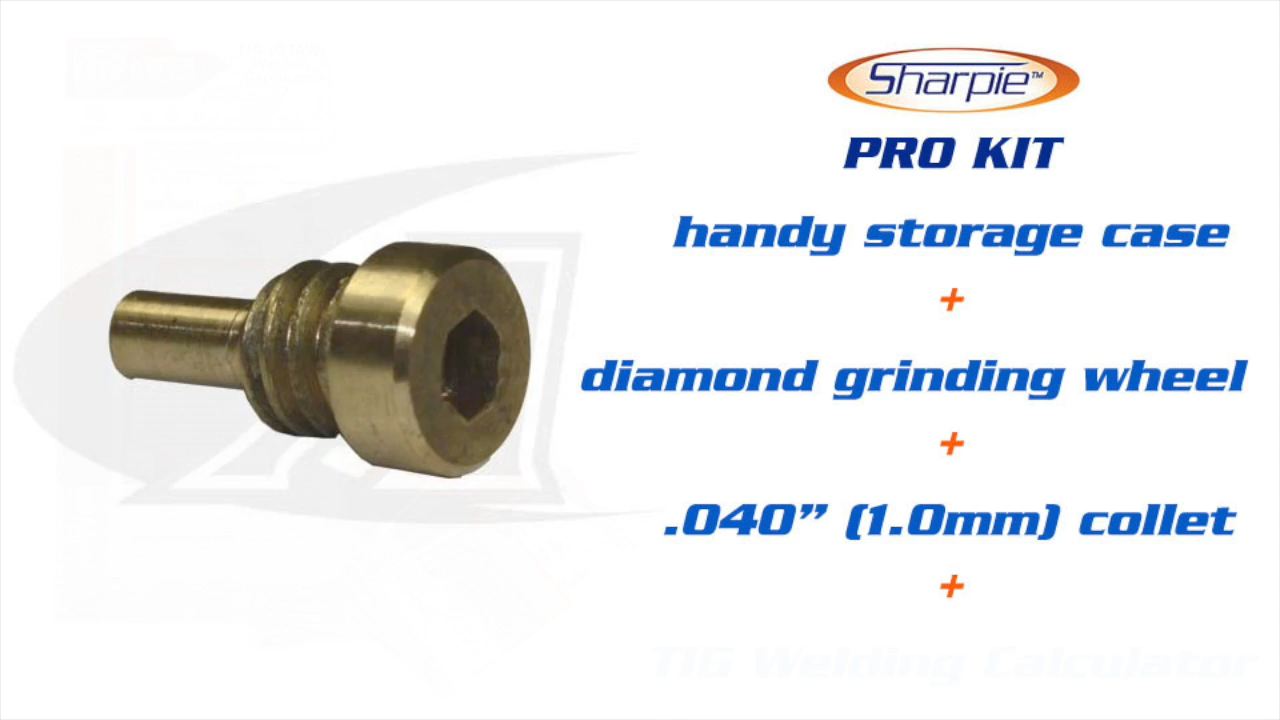 Sharpie™
PRO KIT
handy storage case
+
diamond grinding wheel
+
.040” (1.0mm) collet
+
TIG Welding Calculator